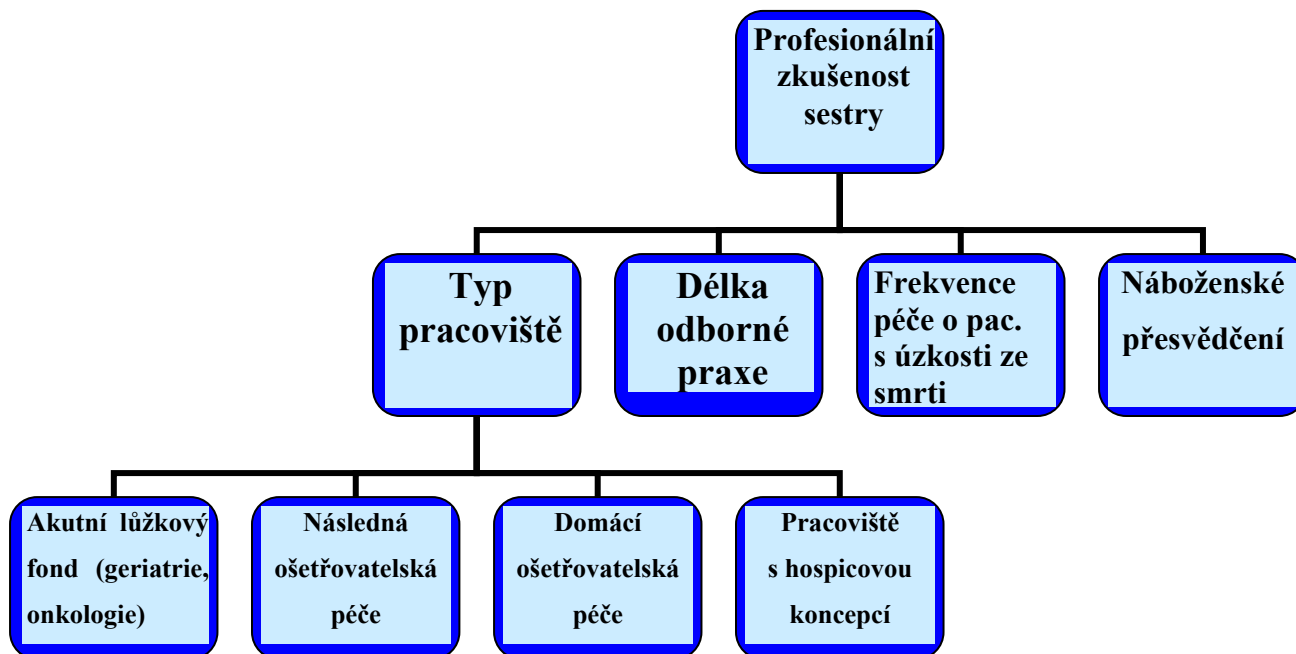 Profesionální
zkušenost
sestry
Typ
pracoviště
Délka
odborné
praxe
Frekvence
péče o pac.
s úzkosti ze
smrti
Náboženské
přesvědčení
Akutní lůžkový
fond (geriatrie,
onkologie)
Následná
ošetřovatelská
péče
Domácí
ošetřovatelská
péče
Pracoviště
s hospicovou
koncepcí